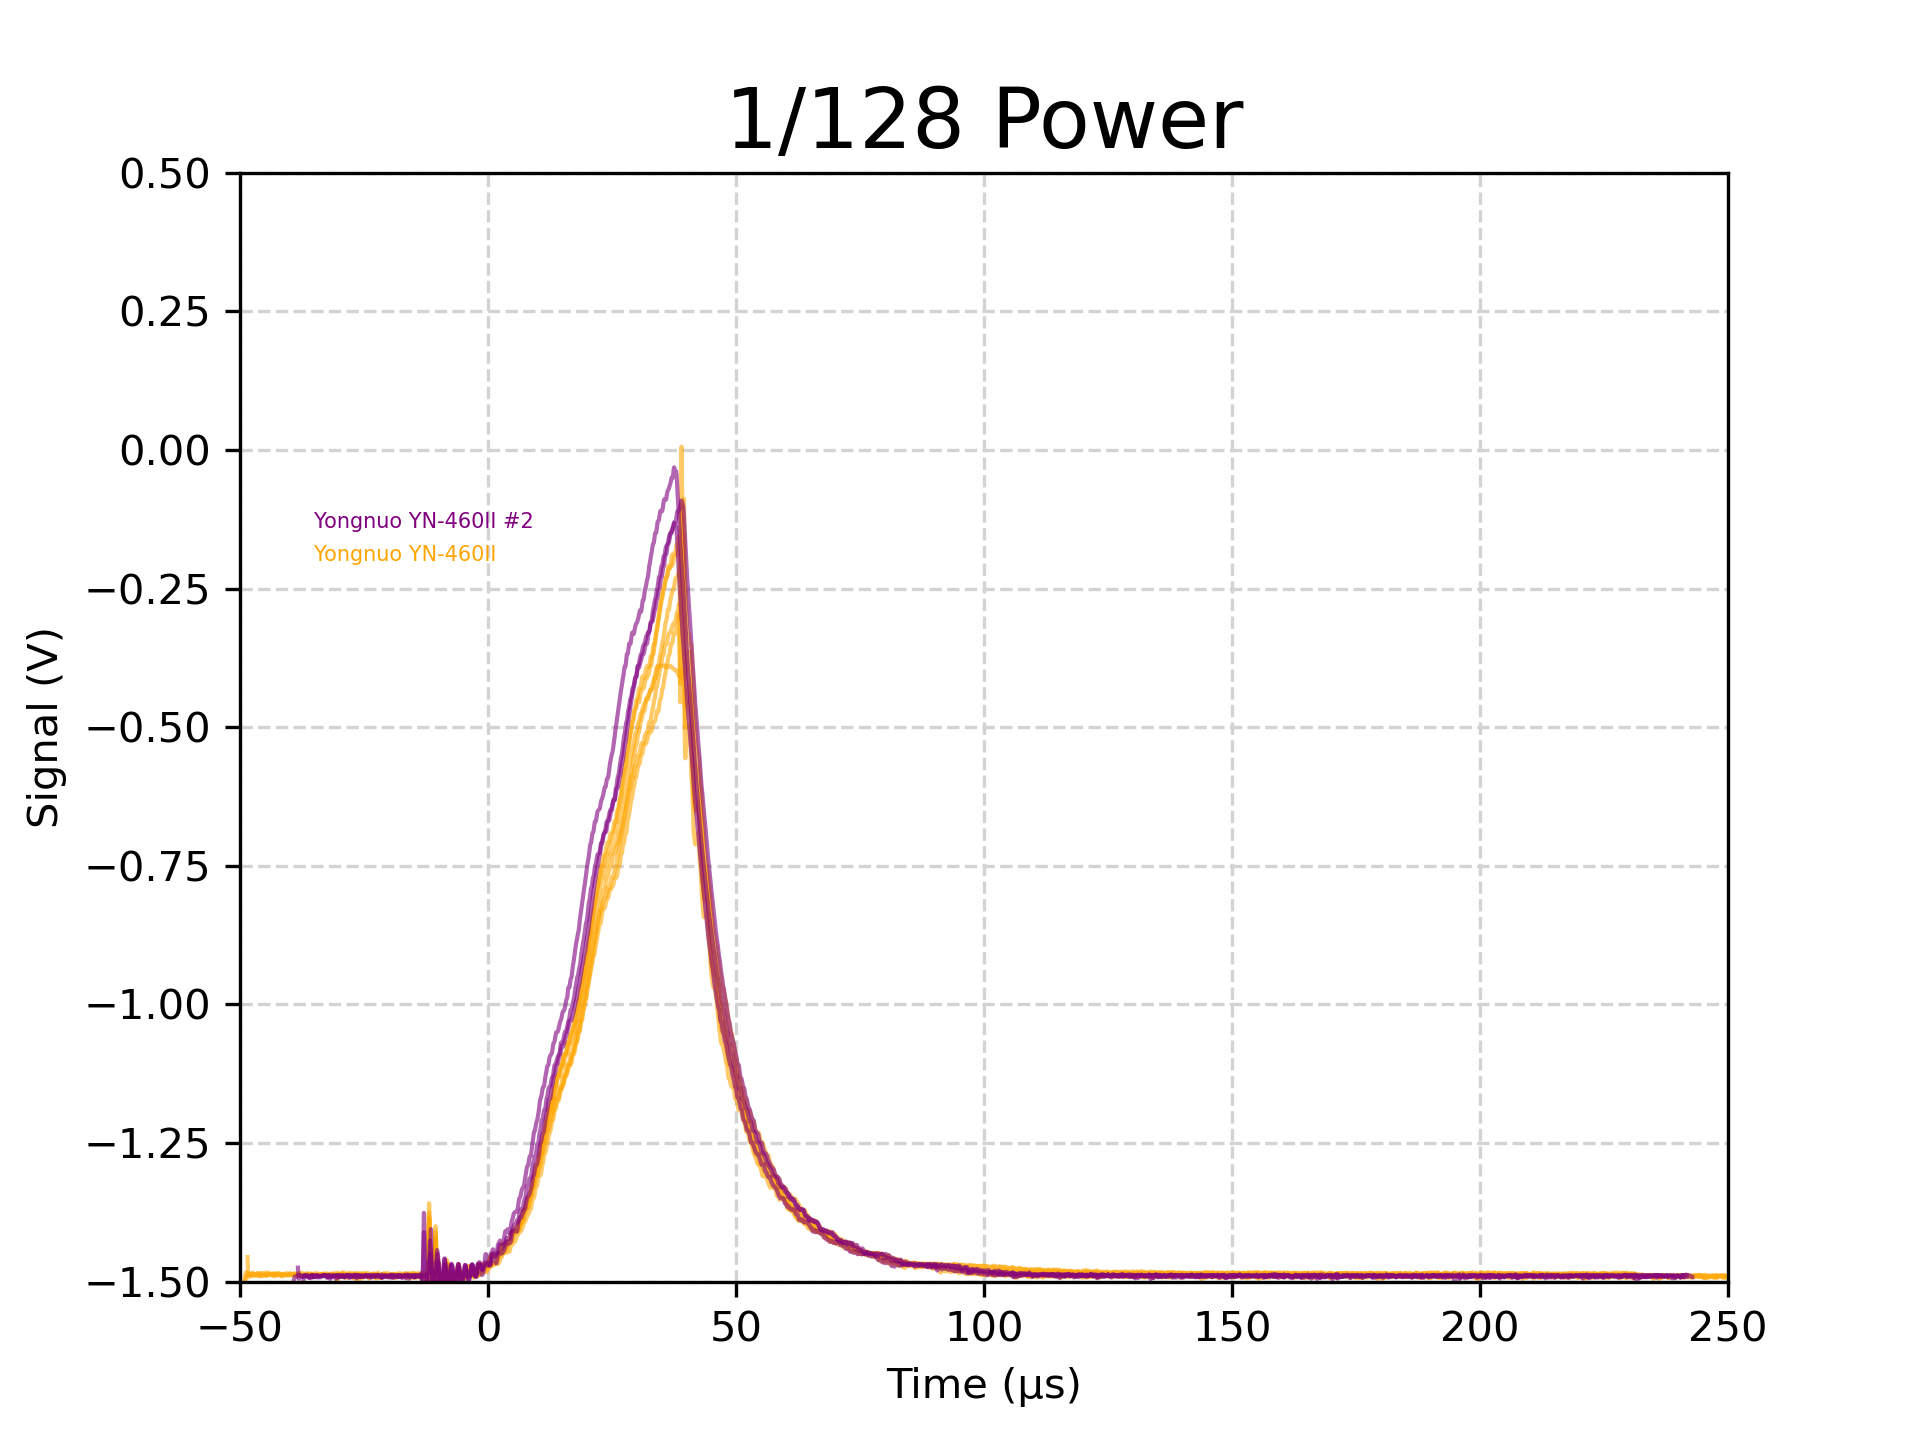 1/128 Power
0.50
0.25
0.00
−0.25
−0.50
−0.75
−1.00
−1.25
−1.50
Signal (V)
Yongnuo YN-460II #2
Yongnuo YN-460II
−50 0 50 100 150 200 250
Time (µs)